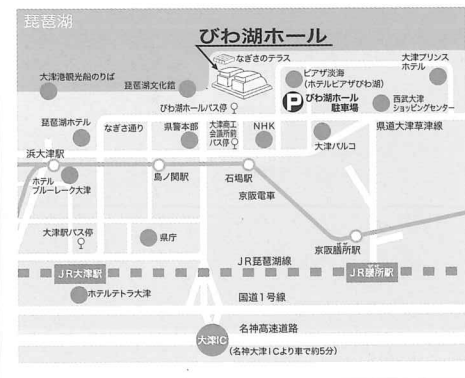 琵琶湖
びわ湖ホール
なぎさのテラス
大津プリンス
ホテル
大津港観光船のりば
琵琶湖文化館
ピアザ淡海
(ホテルピアザびわ湖)
びわ湖ホールバス停
P
びわ湖ホール
駐車場
西武大津
ショッピングセンター
琵琶湖ホテル
なぎさ通り
県警本部
大津商工
会議所前
バス停
NHK
県道大津草津線
大津パルコ
浜大津駅
ホテル
ブルーレーク大津
島ノ関駅
石場駅
京阪電車
大津駅バス停
県庁
京阪膳所駅
ぜぜ
JR琵琶湖線
JR大津駅
JR膳所駅
ホテルテトラ大津
国道1号線
名神高速道路
大津IC
(名神大津ICより車で約5分)